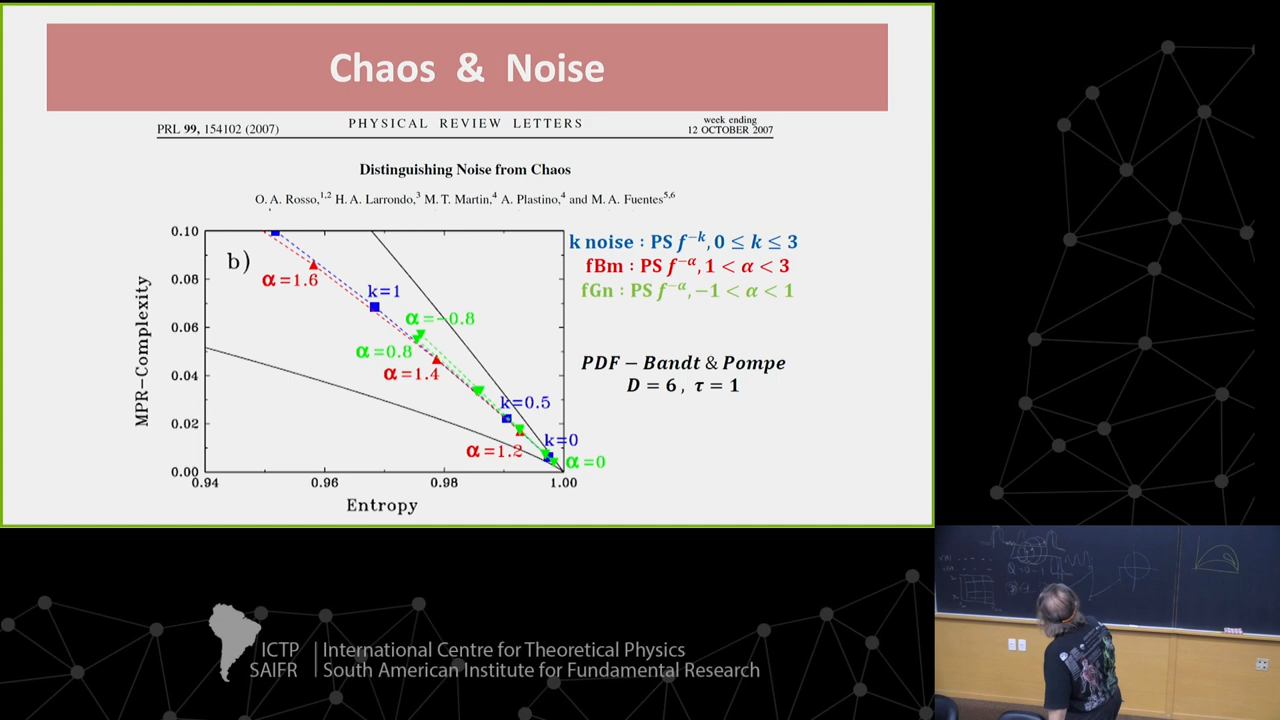 Chaos & Noise
PRL 99, 154102 (2007)
PHYSICAL REVIEW LETTERS
week ending
12 OCTOBER 2007
Distinguishing Noise from Chaos
O. A. Rosso,1,2 H. A. Larrondo,3 M. T. Martin,4 A. Plastino,4 and M. A. Fuentes5,6
0.10
0.08
0.06
0.04
0.02
0.00
MPR−Complexity
b)
α=1.6
k=1
α=−0.8
α=0.8
α=1.4
k=0.5
α=1.2
k=0
α=0
0.94
0.96
0.98
1.00
Entropy
k noise : PS f^−k, 0 ≤ k ≤ 3
fBm : PS f^−α, 1 < α < 3
fGn : PS f^−α, −1 < α < 1
PDF − Bandt & Pompe
D = 6 , τ = 1
ICTP
SAIFR
International Centre for Theoretical Physics
South American Institute for Fundamental Research